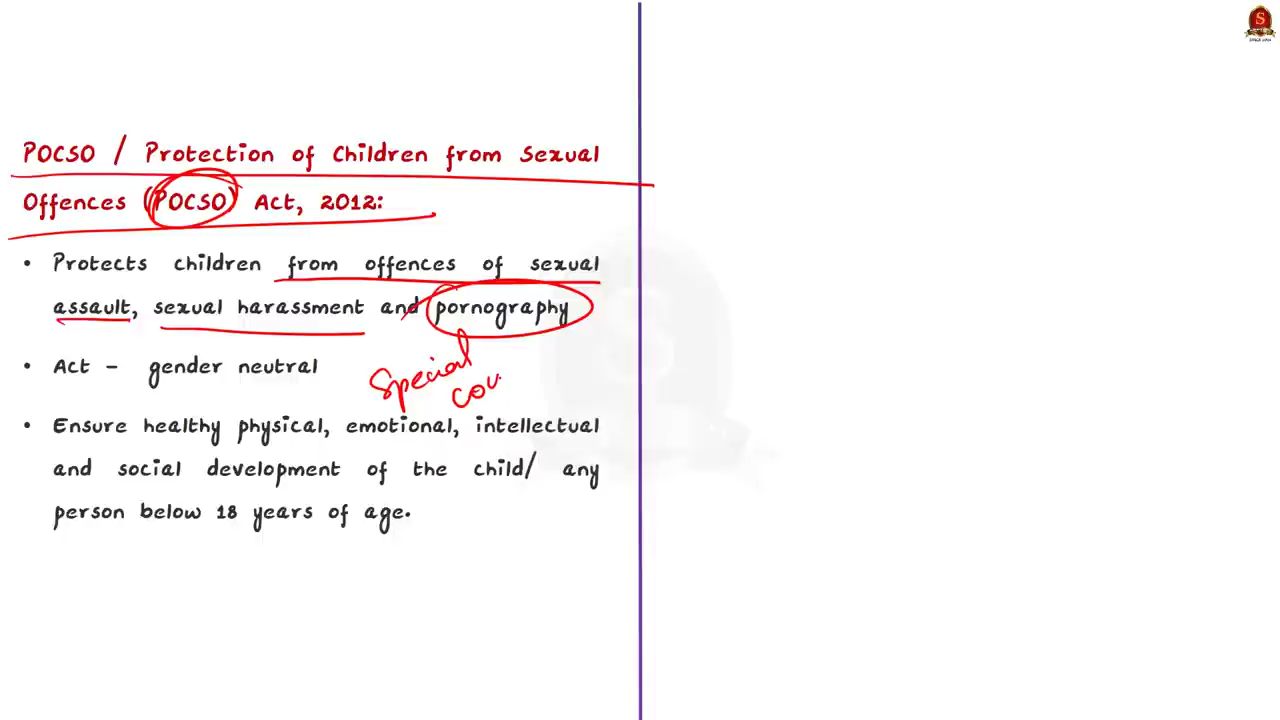 POCSO / Protection of Children from Sexual
Offences (POCSO) Act, 2012:
• Protects children from offences of sexual
assault, sexual harassment and pornography
• Act - gender neutral
Special
cou
• Ensure healthy physical, emotional, intellectual
and social development of the child/ any
person below 18 years of age.